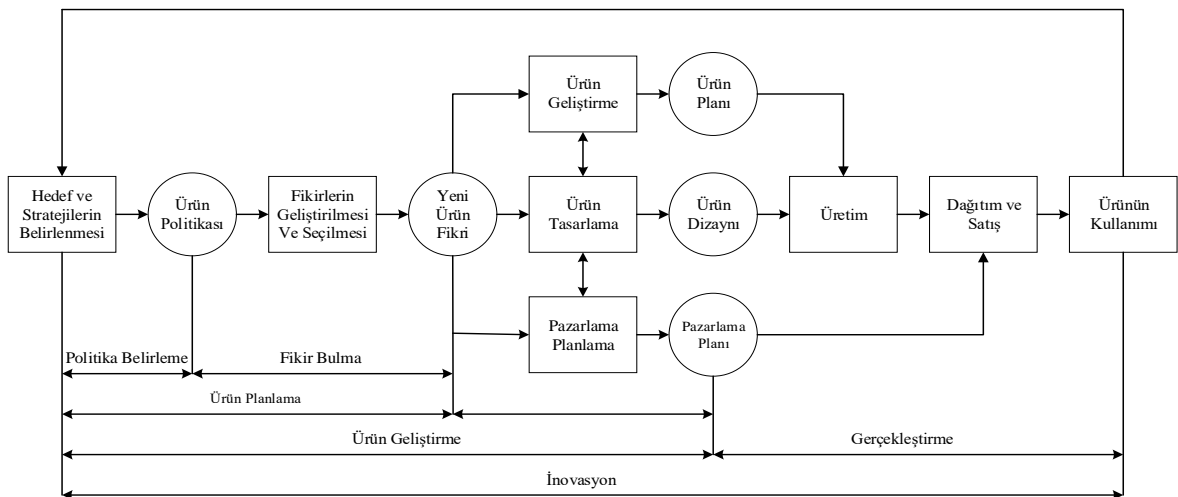 Ürün
Geliştirme
Ürün
Planı
Hedef ve
Stratejilerin
Belirlenmesi
Ürün
Politikası
Fikirlerin
Geliştirilmesi
Ve Seçilmesi
Yeni
Ürün
Fikri
Ürün
Tasarlama
Ürün
Dizaynı
Üretim
Dağıtım ve
Satış
Ürünün
Kullanımı
Pazarlama
Planlama
Pazarlama
Planı
Politika Belirleme
Fikir Bulma
Ürün Planlama
Ürün Geliştirme
Gerçekleştirme
İnovasyon